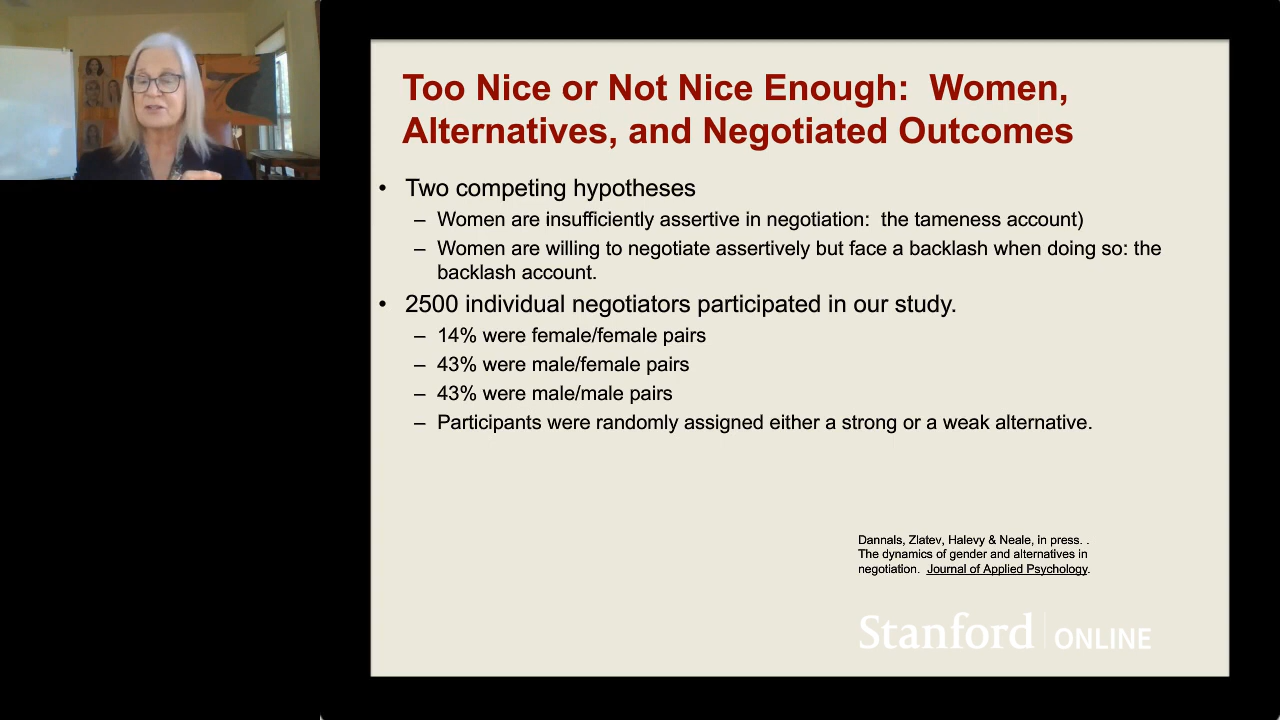 Too Nice or Not Nice Enough:  Women,
Alternatives, and Negotiated Outcomes
• Two competing hypotheses
– Women are insufficiently assertive in negotiation:  the tameness account)
– Women are willing to negotiate assertively but face a backlash when doing so: the
backlash account.
• 2500 individual negotiators participated in our study.
– 14% were female/female pairs
– 43% were male/female pairs
– 43% were male/male pairs
– Participants were randomly assigned either a strong or a weak alternative.
Dannals, Zlatev, Halevy & Neale, in press. .
The dynamics of gender and alternatives in
negotiation.  Journal of Applied Psychology.
Stanford | ONLINE